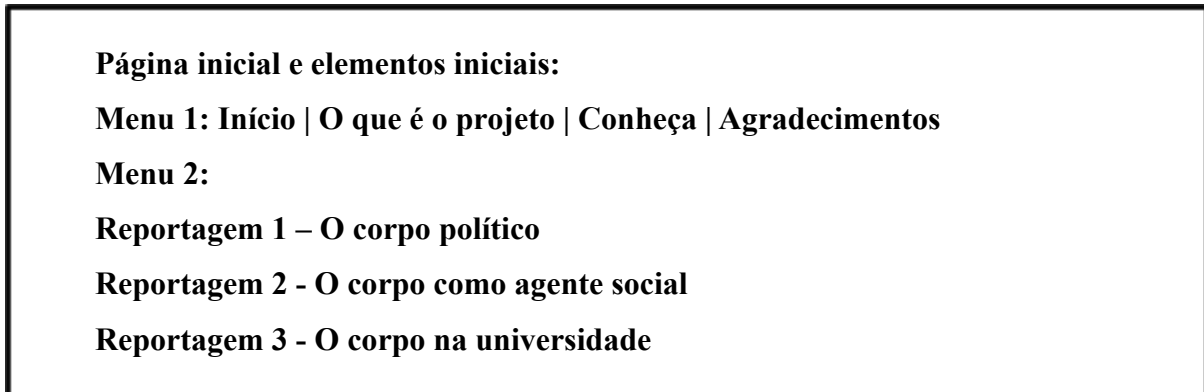 Página inicial e elementos iniciais:
Menu 1: Início | O que é o projeto | Conheça | Agradecimentos
Menu 2:
Reportagem 1 – O corpo político
Reportagem 2 - O corpo como agente social
Reportagem 3 - O corpo na universidade